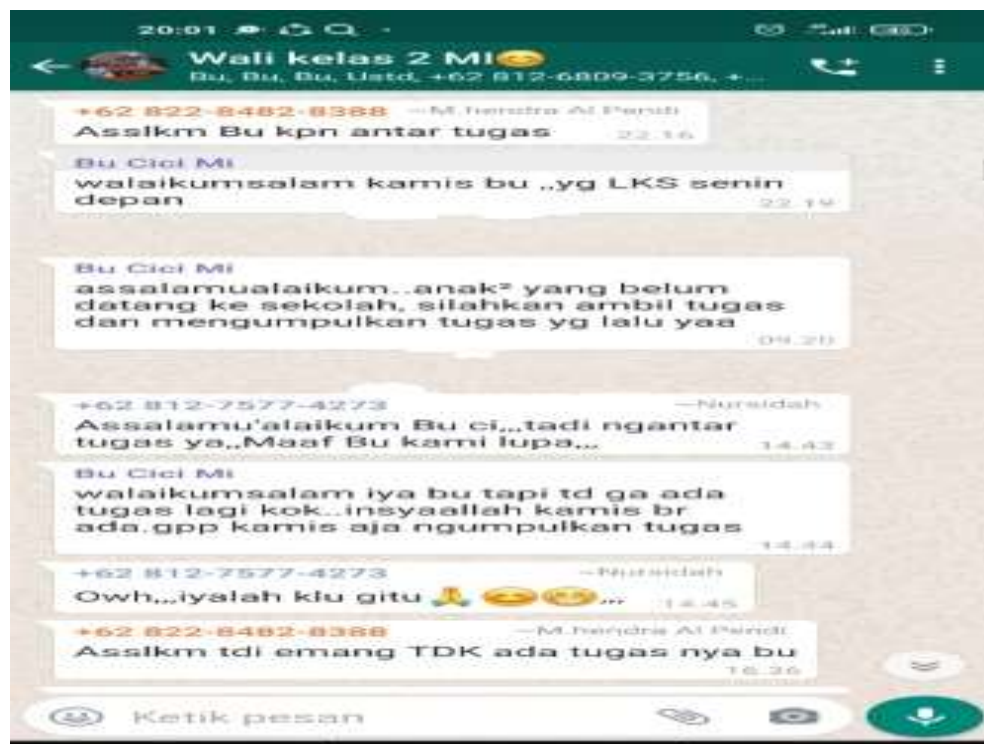 20:01
Wali kelas 2 MI😊
Bu, Bu, Bu, Ustd, +62 812-6809-3756, +...
+62 822-8482-8388 ~M.hendra Al Pendi
Asslkm Bu kpn antar tugas 22.16
Bu Cici Mi
walaikumsalam kamis bu ,,yg LKS senin
depan 22.19
Bu Cici Mi
assalamualaikum..anak² yang belum
datang ke sekolah, silahkan ambil tugas
dan mengumpulkan tugas yg lalu yaa
09.20
+62 812-7577-4273 ~Nursidah
Assalamu'alaikum Bu ci,,,tadi ngantar
tugas ya,,Maaf Bu kami lupa,,, 14.43
Bu Cici Mi
walaikumsalam iya bu tapi td ga ada
tugas lagi kok..insyaallah kamis br
ada.gpp kamis aja ngumpulkan tugas
14.44
+62 812-7577-4273 ~Nursidah
Owh,,,iyalah klu gitu 🙏😊😊,,, 14.45
+62 822-8482-8388 ~M.hendra Al Pendi
Asslkm tdi emang TDK ada tugas nya bu
16.36
Ketik pesan